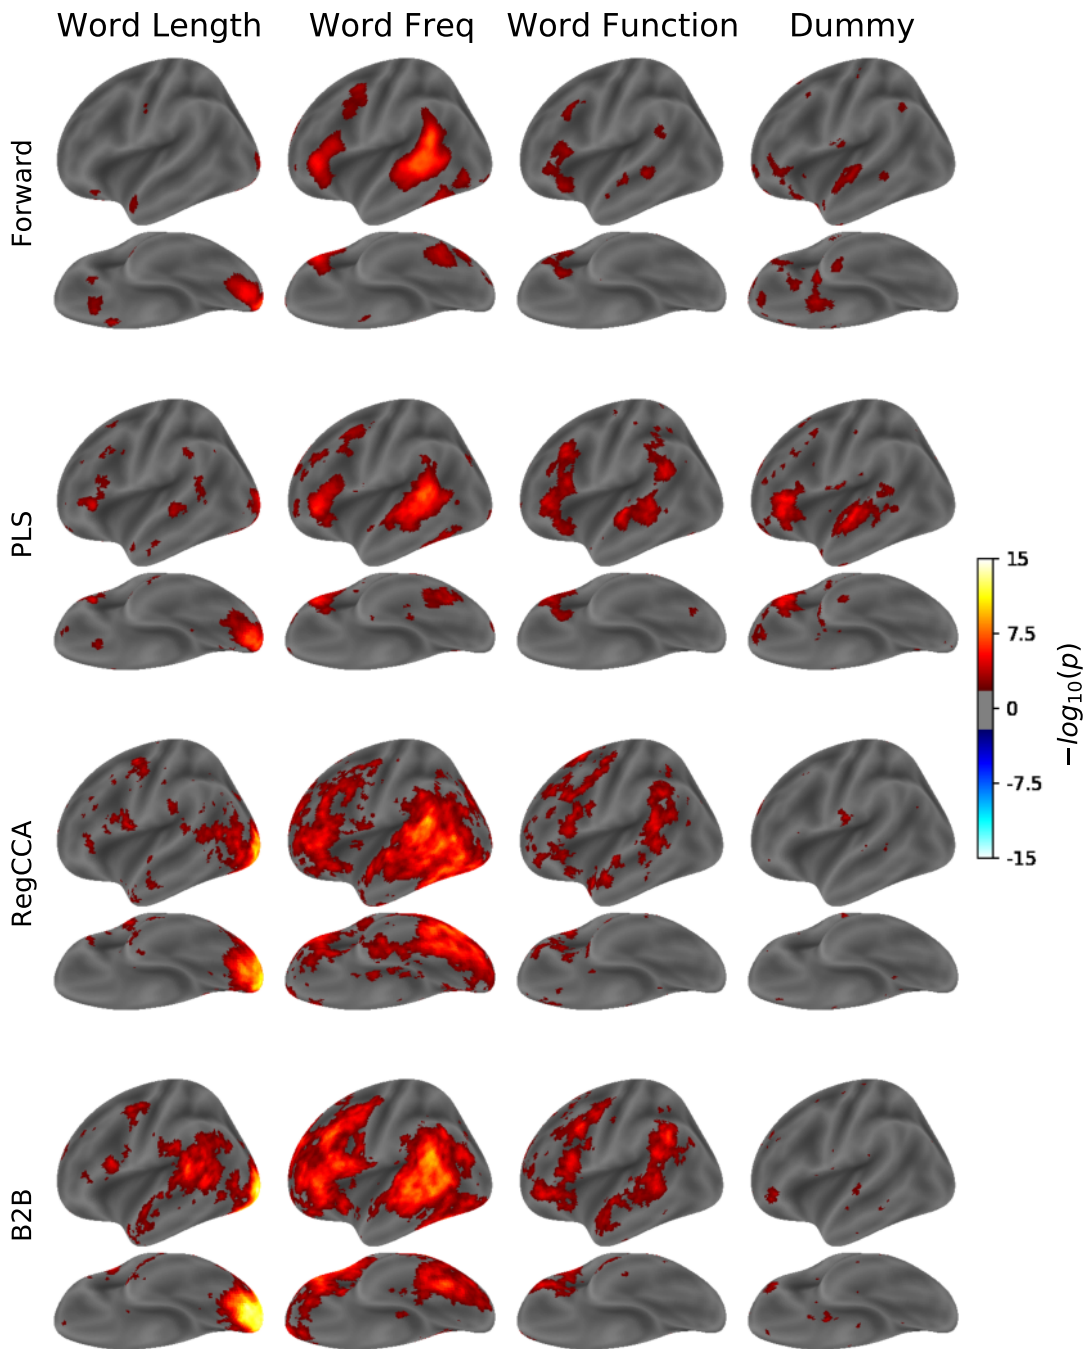 Word Length Word Freq Word Function Dummy
Forward
PLS
RegCCA
B2B
15
7.5
0
-7.5
-15
−log₁₀(p)